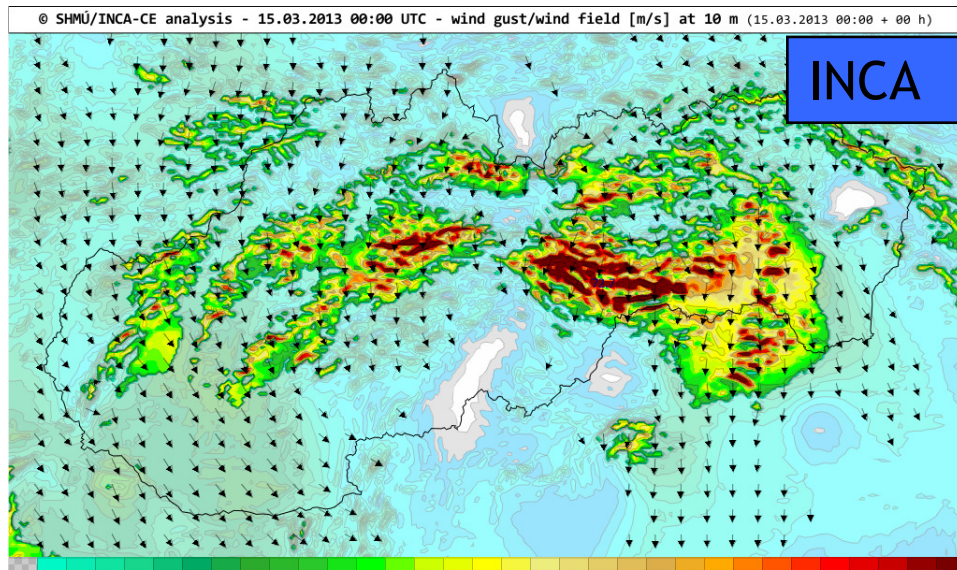 © SHMÚ/INCA-CE analysis - 15.03.2013 00:00 UTC - wind gust/wind field [m/s] at 10 m (15.03.2013 00:00 + 00 h)
INCA